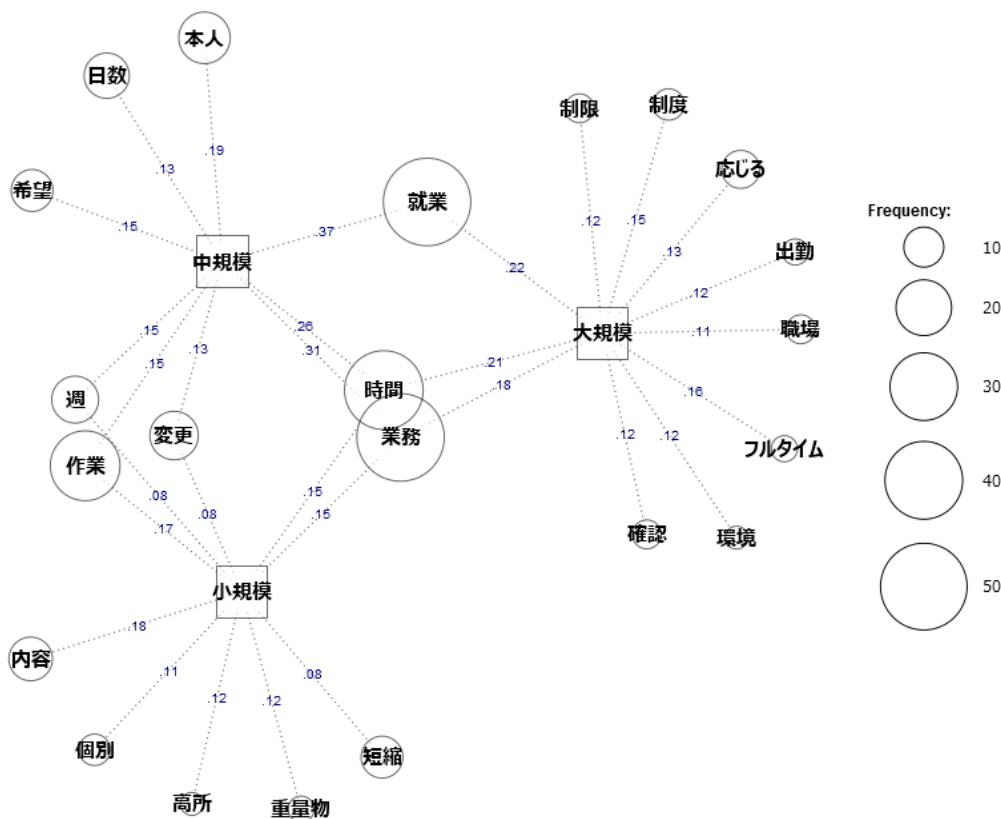 本人
日数
制限
制度
.19
.13
応じる
希望
就業
Frequency:
.12
.15
.15
.37
.13
出勤
10
中規模
.22
.12
20
.15
.26
大規模
.11
職場
.31
.13
.15
.21
時間
.18
.16
30
週
変更
業務
.12
.12
フルタイム
作業
40
.08
.15
.08
.15
.17
確認
環境
50
小規模
.18
内容
.11
.08
.12
.12
個別
短縮
高所
重量物